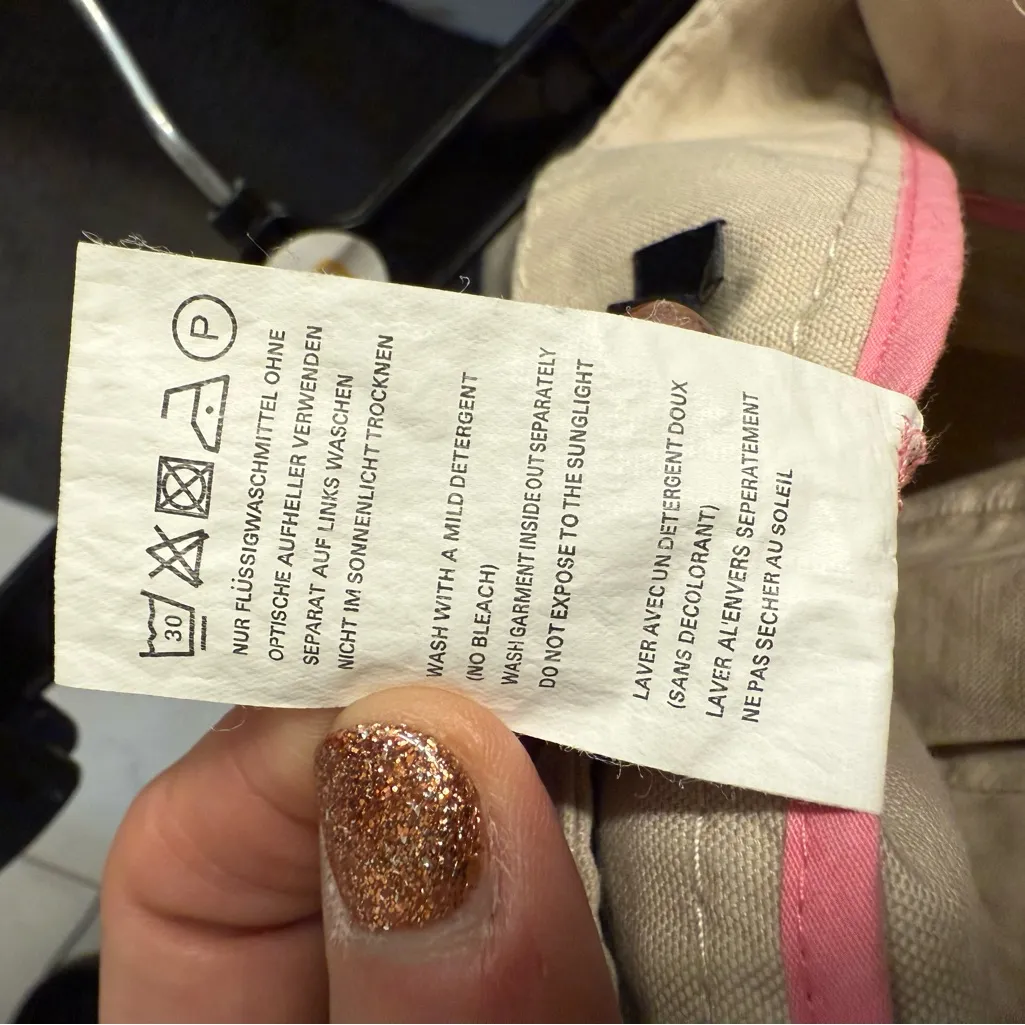 30 P
NUR FLÜSSIGWASCHMITTEL OHNE
OPTISCHE AUFHELLER VERWENDEN
SEPARAT AUF LINKS WASCHEN
NICHT IM SONNENLICHT TROCKNEN
WASH WITH A MILD DETERGENT
(NO BLEACH)
WASH GARMENT INSIDE OUT SEPARATELY
DO NOT EXPOSE TO THE SUNLIGHT
LAVER AVEC UN DETERGENT DOUX
(SANS DECOLORANT)
LAVER AL'ENVERS SEPERATEMENT
NE PAS SECHER AU SOLEIL